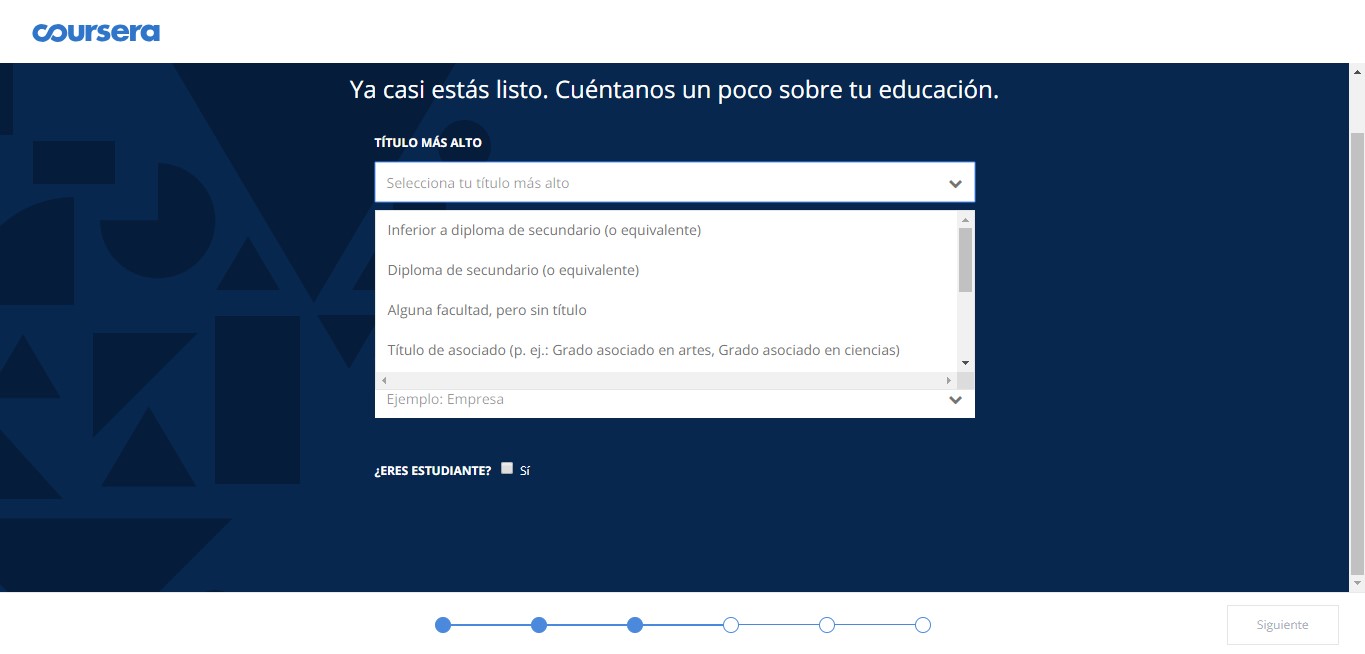 coursera
Ya casi estás listo. Cuéntanos un poco sobre tu educación.
TÍTULO MÁS ALTO
Selecciona tu título más alto
Inferior a diploma de secundario (o equivalente)
Diploma de secundario (o equivalente)
Alguna facultad, pero sin título
Título de asociado (p. ej.: Grado asociado en artes, Grado asociado en ciencias)
Ejemplo: Empresa
¿ERES ESTUDIANTE? Sí
Siguiente